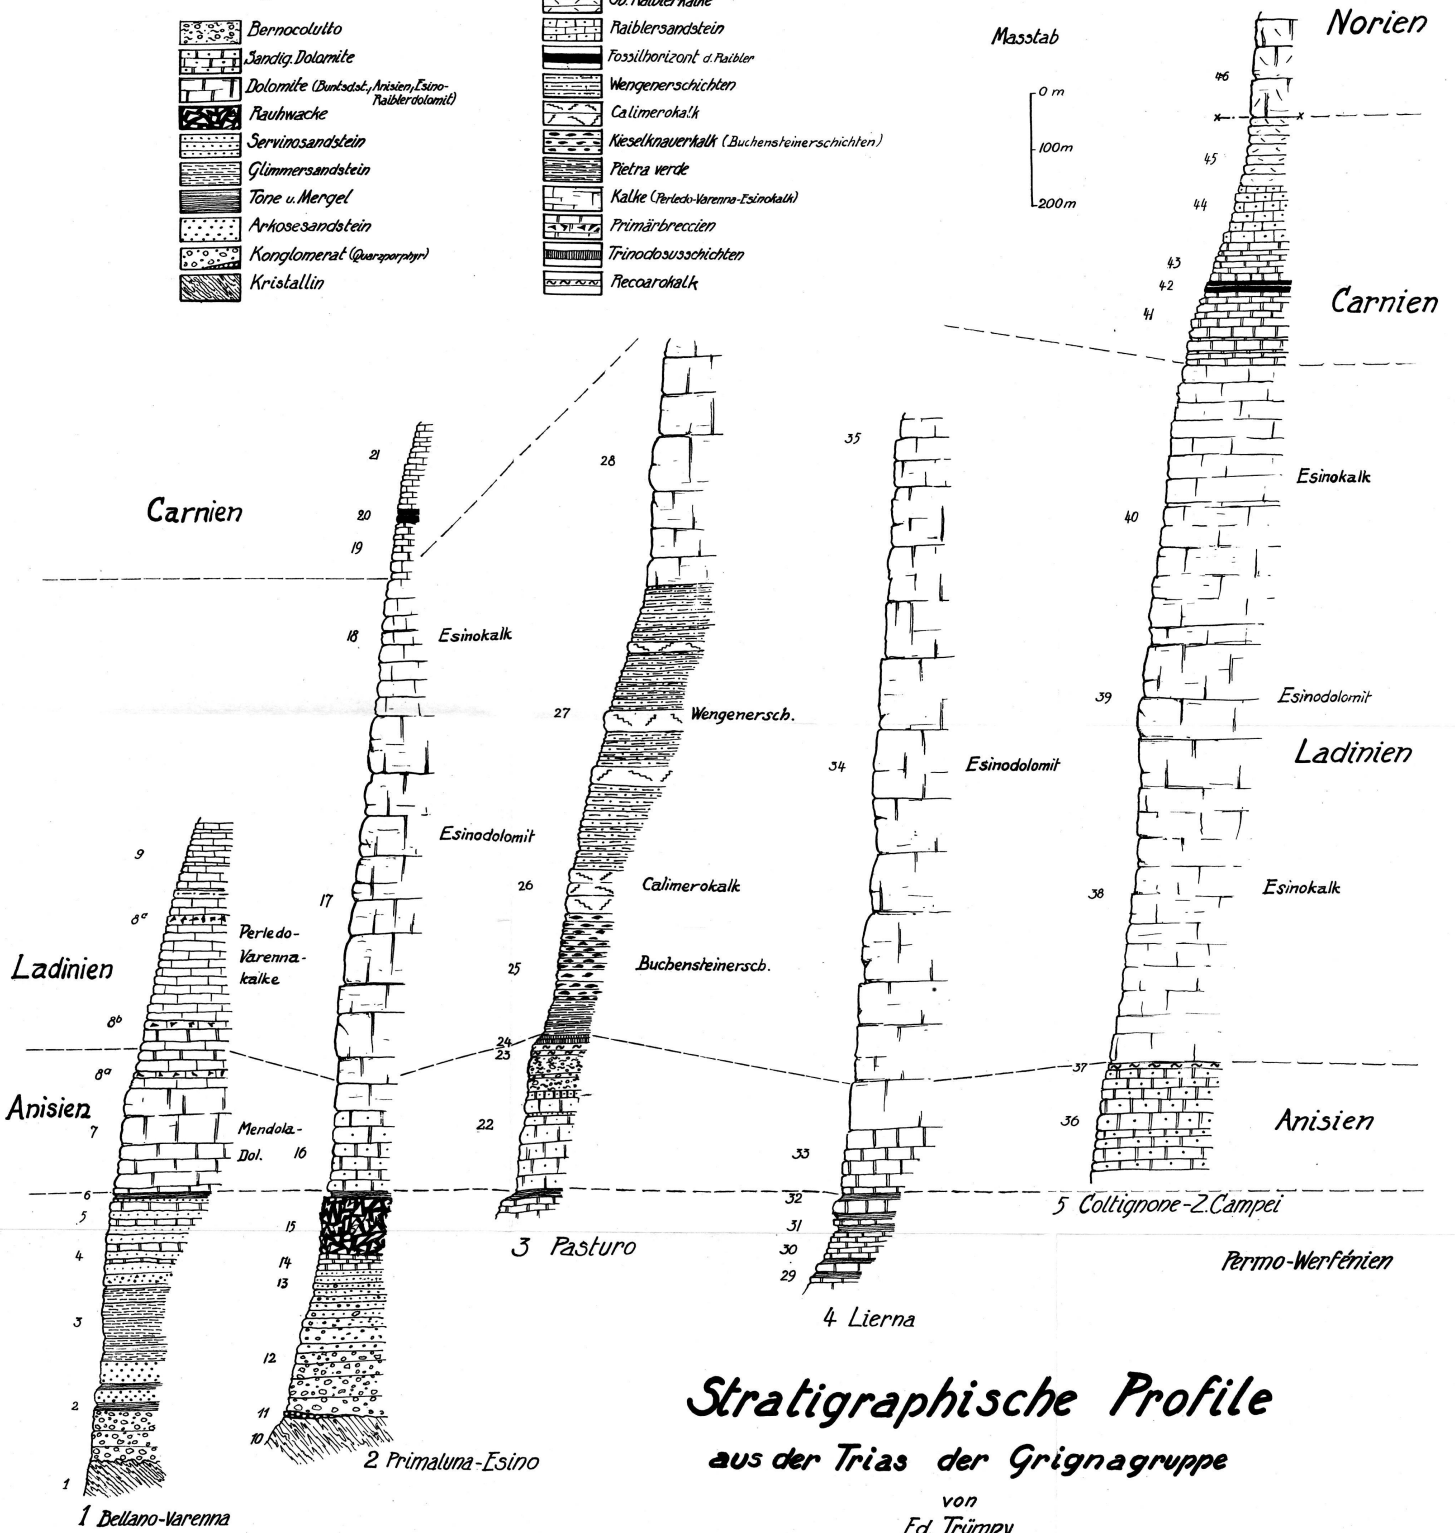 Bernocolutto
Sandig. Dolomite
Dolomite (Buntsdst., Anisien, Esino-
Raiblerdolomit)
Rauhwacke
Servinosandstein
Glimmersandstein
Tone u. Mergel
Arkosesandstein
Konglomerat (Quarzporphyr)
Kristallin
Ob. Raiblerkalke
Raiblersandstein
Fossilhorizont d. Raibler
Wengenerschichten
Calimerokalk
Kieselknauerkalk (Buchensteinerschichten)
Pietra verde
Kalke (Perledo-Varenna-Esinokalk)
Primärbreccien
Trinodosusschichten
Recoarokalk
Masstab
0 m
100m
200m
Norien
46
45
44
43
42
41
Carnien
40
Esinokalk
39
Esinodolomit
Ladinien
38
Esinokalk
37
36
Anisien
5 Coltignone-Z.Campei
Permo-Werfénien
35
34
Esinodolomit
33
32
31
30
29
4 Lierna
28
27
Wengenersch.
26
Calimerokalk
25
Buchensteinersch.
24
23
22
3 Pasturo
Carnien
21
20
19
18
Esinokalk
Esinodolomit
17
16
15
14
13
12
11
10
2 Primaluna-Esino
9
8a
Perledo-
Varenna-
kalke
Ladinien
8b
8a
Anisien
7
Mendola-
Dol.
6
5
4
3
2
1
1 Bellano-Varenna
Stratigraphische Profile
aus der Trias der Grignagruppe
von
Ed. Trümpy